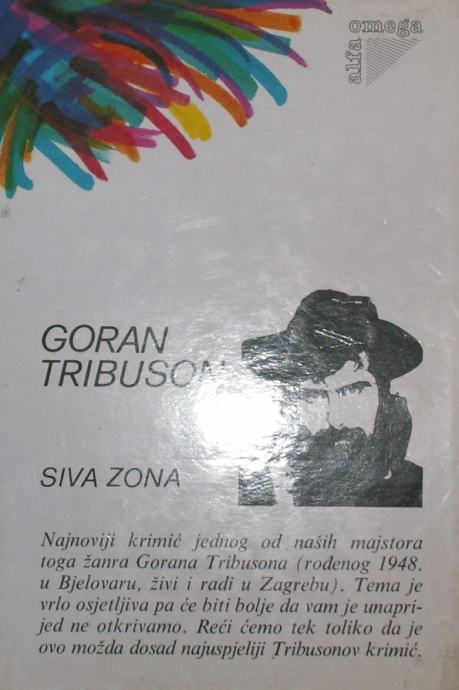 alfa omega
GORAN
TRIBUSON
SIVA ZONA
Najnoviji krimić jednog od naših majstora
toga žanra Gorana Tribusona (rođenog 1948.
u Bjelovaru, živi i radi u Zagrebu). Tema je
vrlo osjetljiva pa će biti bolje da vam je unapri-
jed ne otkrivamo. Reći ćemo tek toliko da je
ovo možda dosad najuspjeliji Tribusonov krimić.